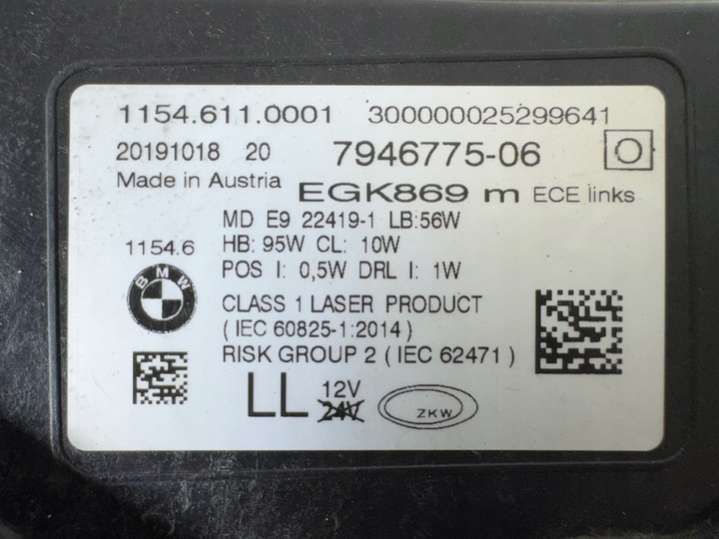 1154.611.0001 300000025299641
20191018 20 7946775-06 O
Made in Austria EGK869 m ECE links
MD E9 22419-1 LB:56W
1154.6 HB: 95W CL: 10W
POS I: 0,5W DRL I: 1W
BMW
CLASS 1 LASER PRODUCT
( IEC 60825-1:2014 )
RISK GROUP 2 ( IEC 62471 )
LL 12V
24V ZKW